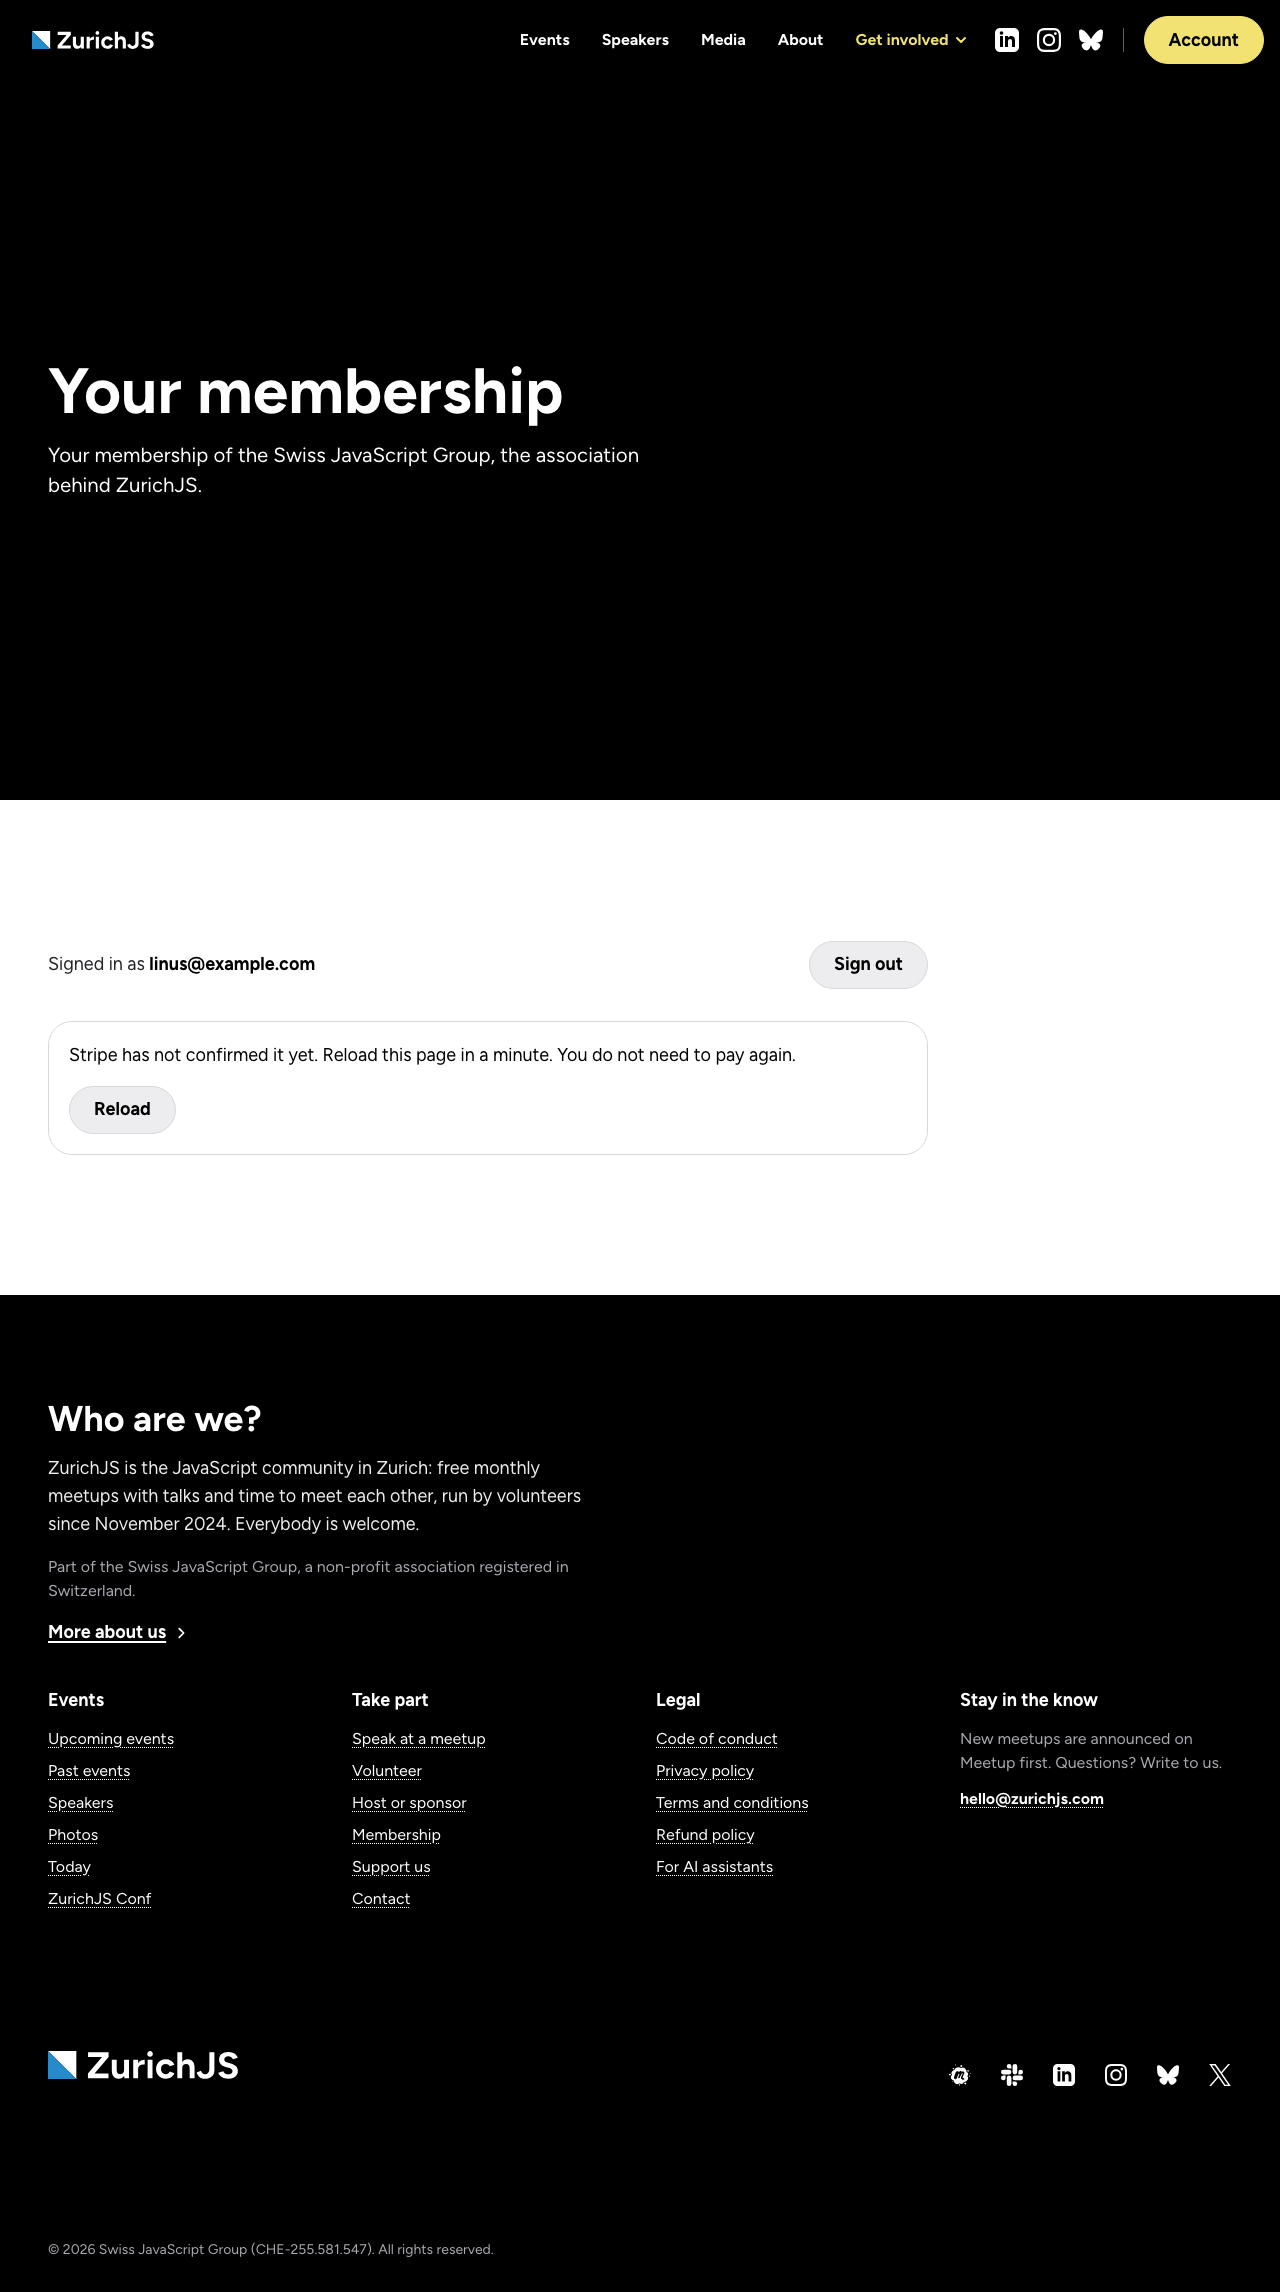 ZurichJS
Events
Speakers
Media
About
Get involved
Account
Your membership
Your membership of the Swiss JavaScript Group, the association
behind ZurichJS.
Signed in as linus@example.com
Sign out
Stripe has not confirmed it yet. Reload this page in a minute. You do not need to pay again.
Reload
Who are we?
ZurichJS is the JavaScript community in Zurich: free monthly
meetups with talks and time to meet each other, run by volunteers
since November 2024. Everybody is welcome.
Part of the Swiss JavaScript Group, a non-profit association registered in
Switzerland.
More about us
Events
Upcoming events
Past events
Speakers
Photos
Today
ZurichJS Conf
Take part
Speak at a meetup
Volunteer
Host or sponsor
Membership
Support us
Contact
Legal
Code of conduct
Privacy policy
Terms and conditions
Refund policy
For AI assistants
Stay in the know
New meetups are announced on
Meetup first. Questions? Write to us.
hello@zurichjs.com
ZurichJS
© 2026 Swiss JavaScript Group (CHE-255.581.547). All rights reserved.